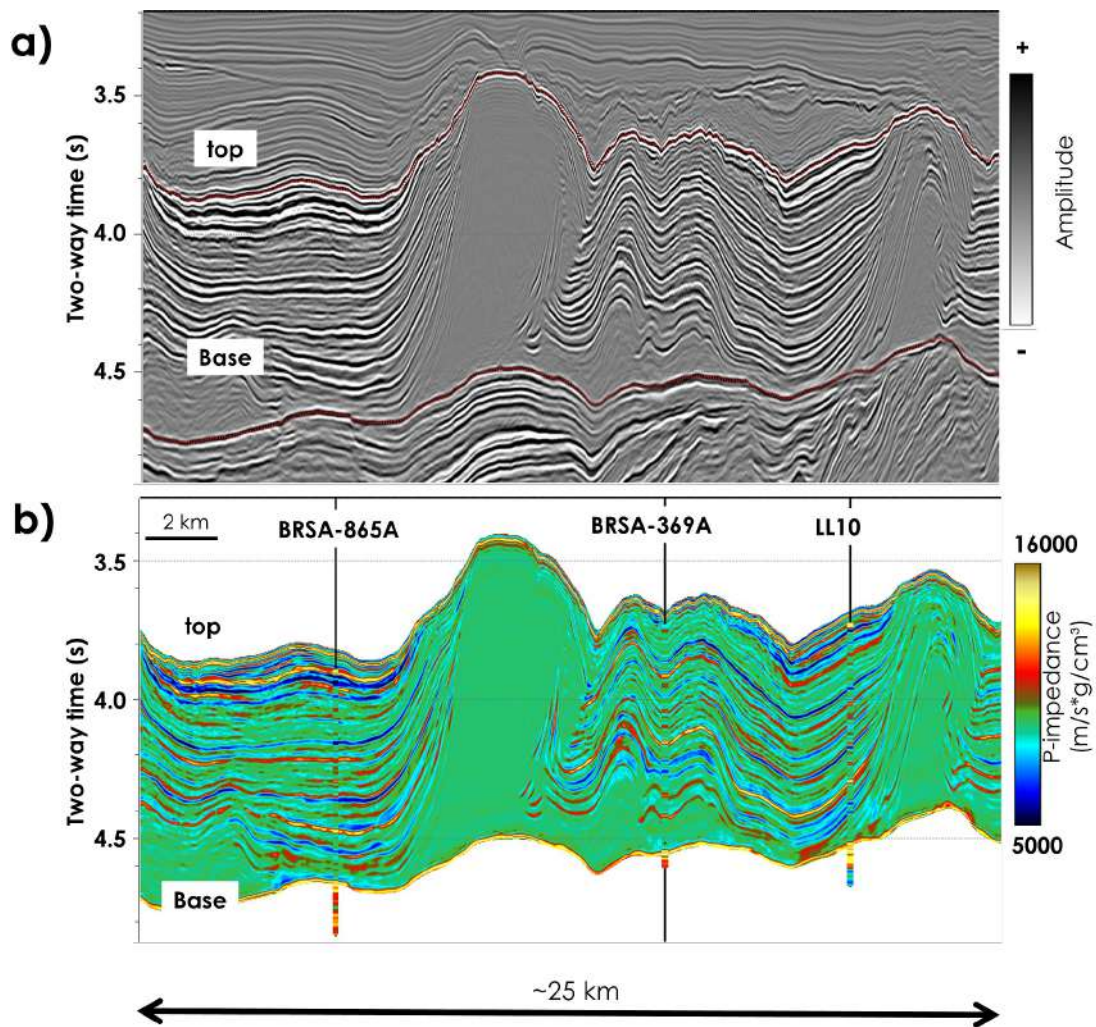 a)
+
3.5
top
4.0
Two-way time (s)
Amplitude
Base
-
4.5
b)
2 km
BRSA-865A
BRSA-369A
LL10
16000
3.5
top
4.0
Two-way time (s)
P-impedance
(m/s*g/cm³)
4.5
5000
Base
~25 km